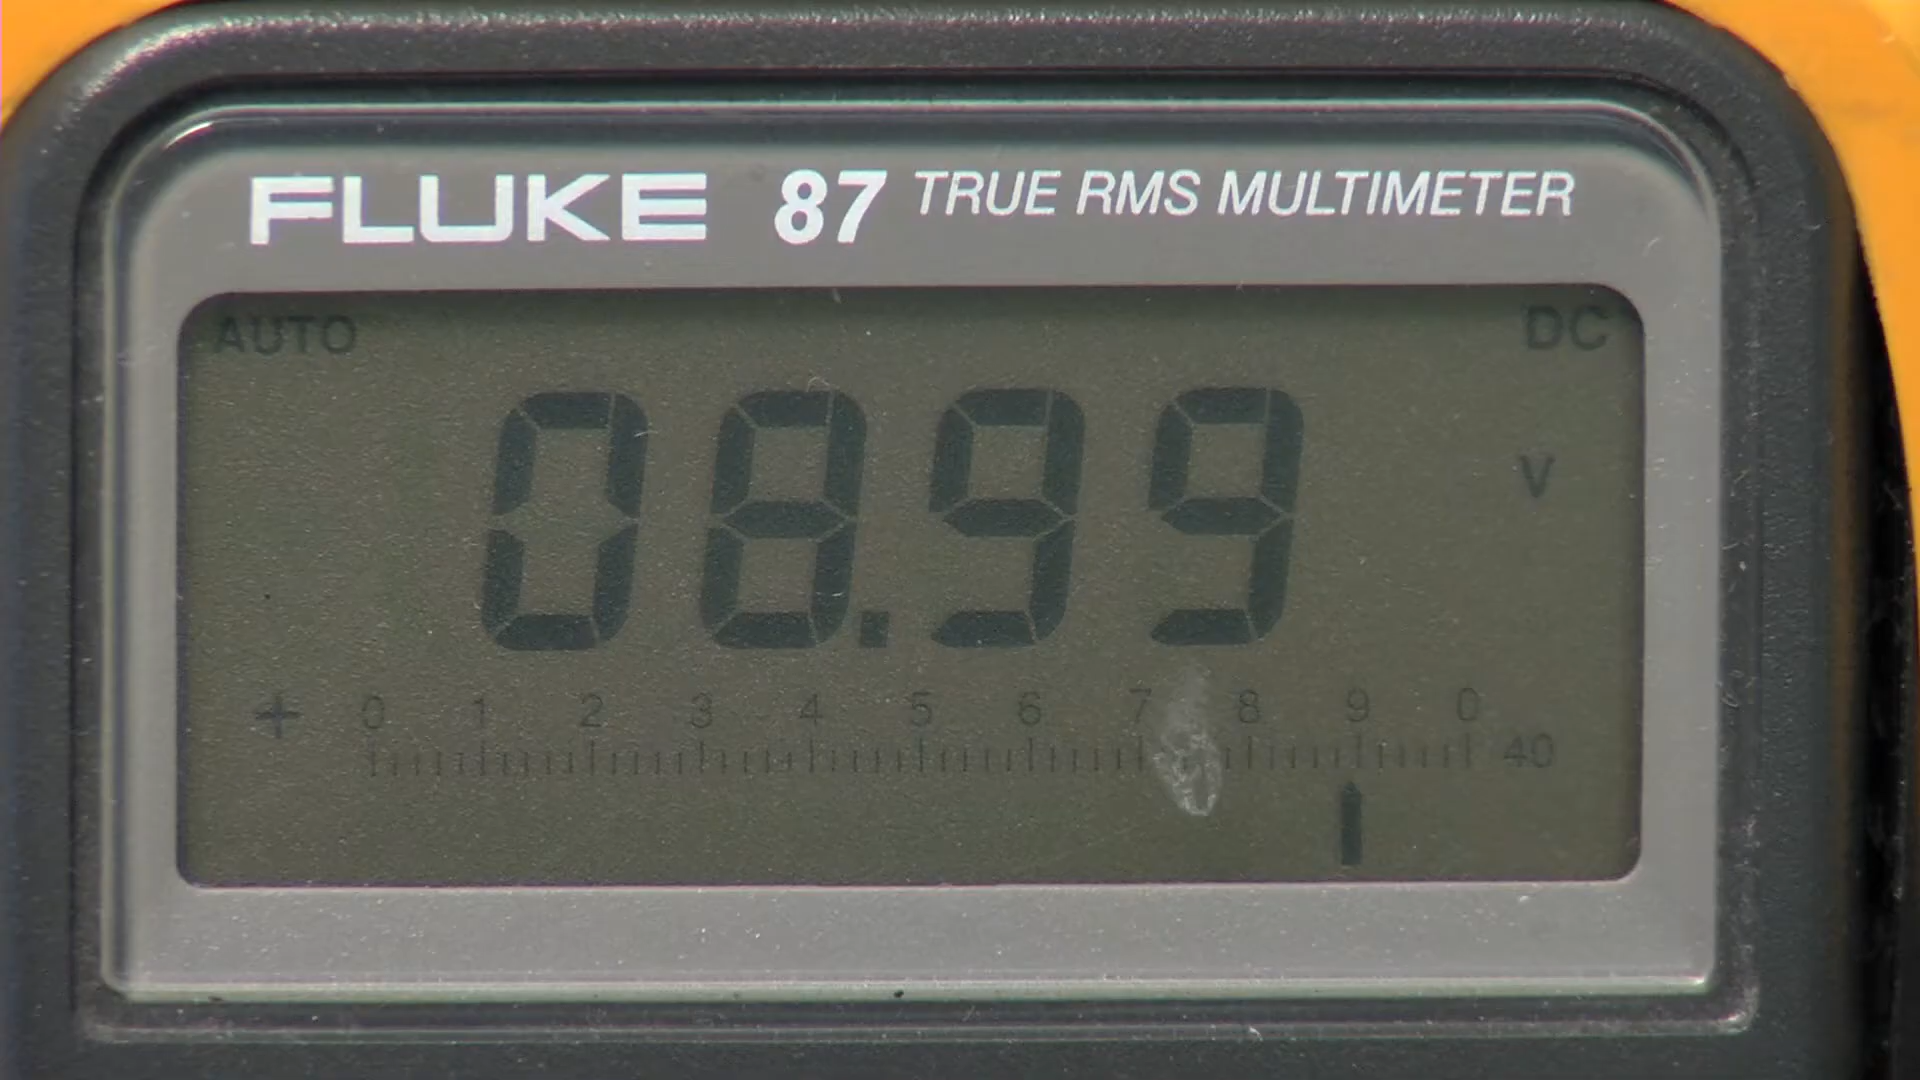 FLUKE 87 TRUE RMS MULTIMETER
AUTO DC
08.99 V
+ 0 1 2 3 4 5 6 7 8 9 0
40